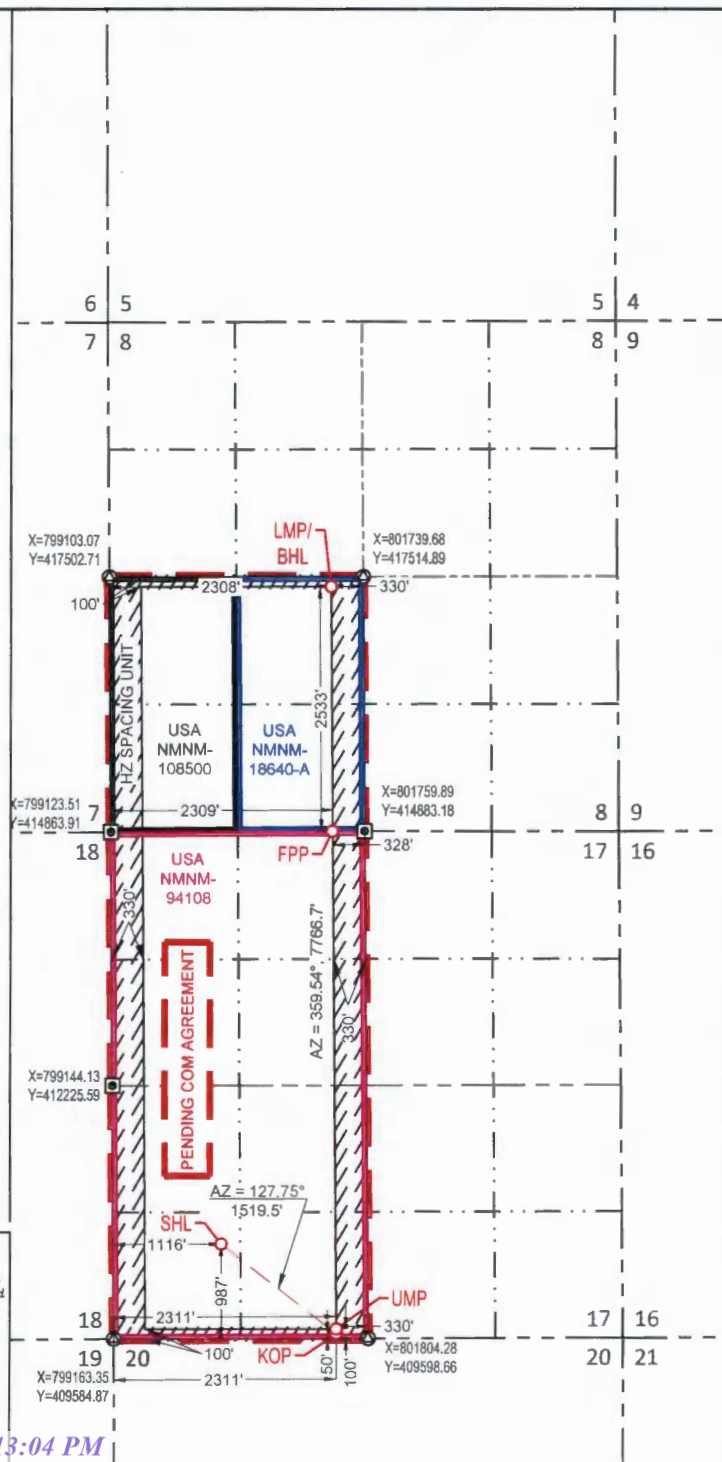 6 5
5 4
7 8
8 9
LMP/
BHL
X=799103.07
Y=417502.71
X=801739.68
Y=417514.89
2308'
330'
100'
HZ SPACING UNIT
2533'
USA
NMNM-
108500
USA
NMNM-
18640-A
X=801759.89
Y=414883.18
X=799123.51
Y=414863.91
7
2309'
8 9
18
FPP
328'
17 16
USA
NMNM-
94108
330'
AZ = 359.54° 7766.7'
330'
PENDING COM AGREEMENT
X=799144.13
Y=412225.59
AZ = 127.75°
1519.5'
SHL
1116'
987'
UMP
18
2311'
330'
17 16
19 20
100'
KOP
50'
100'
20 21
X=799163.35
Y=409584.87
2311'
X=801804.28
Y=409598.66
13:04 PM